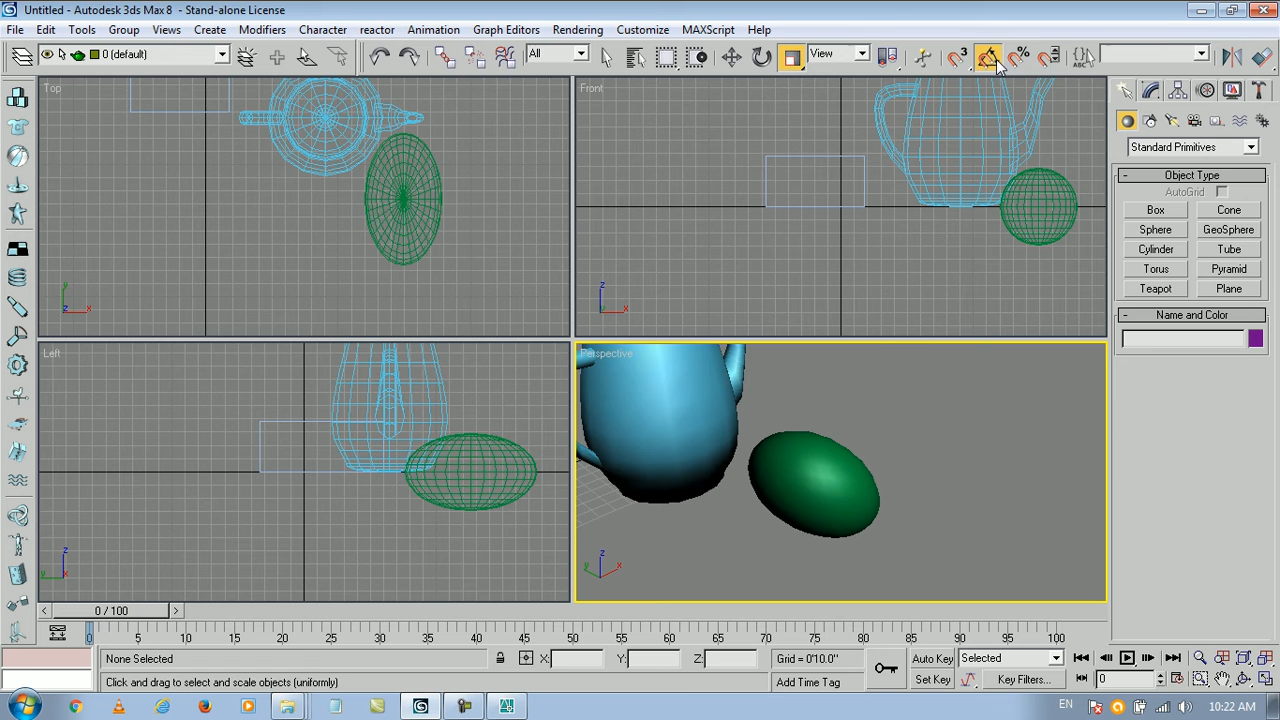 Untitled - Autodesk 3ds Max 8 - Stand-alone License
File Edit Tools Group Views Create Modifiers Character reactor Animation Graph Editors Rendering Customize MAXScript Help
0 (default) All View 3 % ABC
Top
Front
Standard Primitives
- Object Type
AutoGrid
Box Cone
Sphere GeoSphere
Cylinder Tube
Torus Pyramid
Teapot Plane
- Name and Color
y z x
z y x
Left
Perspective
z y x
z y x
< 0 / 100 >
0 5 10 15 20 25 30 35 40 45 50 55 60 65 70 75 80 85 90 95 100
None Selected X: Y: Z: Grid = 0'10.0" Auto Key Selected
Click and drag to select and scale objects (uniformly) Add Time Tag Set Key Key Filters... 0
EN 10:22 AM